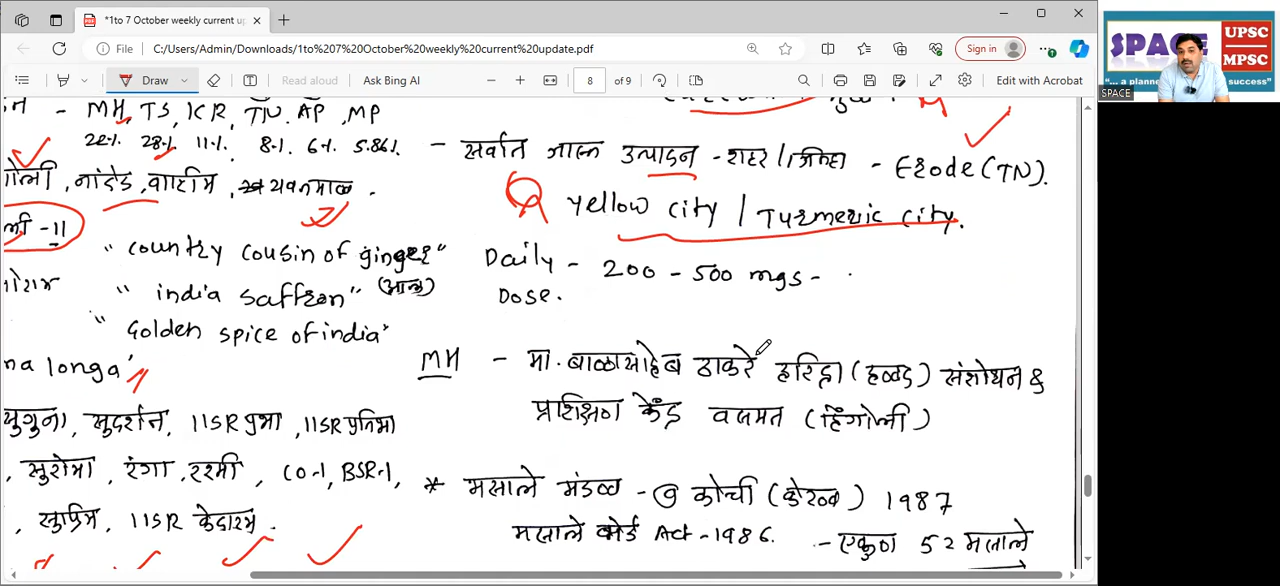 *1to 7 October weekly current up
File
C:/Users/Admin/Downloads/1to%207%20October%20weekly%20current%20update.pdf
Sign in
Draw
Read aloud
Ask Bing AI
8 of 9
Edit with Acrobat
SPACE UPSC MPSC
"... a planne success"
SPACE
- MH, TS, KR, TN, AP, MP
28% 11% 8% 6% 5.86%
- सर्वात जास्त उत्पादन - शहर / जिल्हा - Erode (TN).
नांदेड, वाशीम, यवतमाळ.
Yellow city / Turmeric city.
-11
"country cousin of ginger" (आलं)
Daily Dose. - 200 - 500 mgs -
"india saffron"
"Golden spice of india"
MH - मा. बाळासाहेब ठाकरे हरिद्रा (हळद) संशोधन &
प्रशिक्षण केंद्र वसमत (हिंगोली)
na longa"
सुगुना, सुदर्शन, IISR प्रभा, IISR प्रतिभा
, सुरोमा, रंगा, रश्मी, CO-1, BSR-1,
* मसाले मंडळ - @ कोची (केरळ) 1987
, IISR केदारम.
मसाले बोर्ड Act - 1986.
- एकुण 52 मसाले